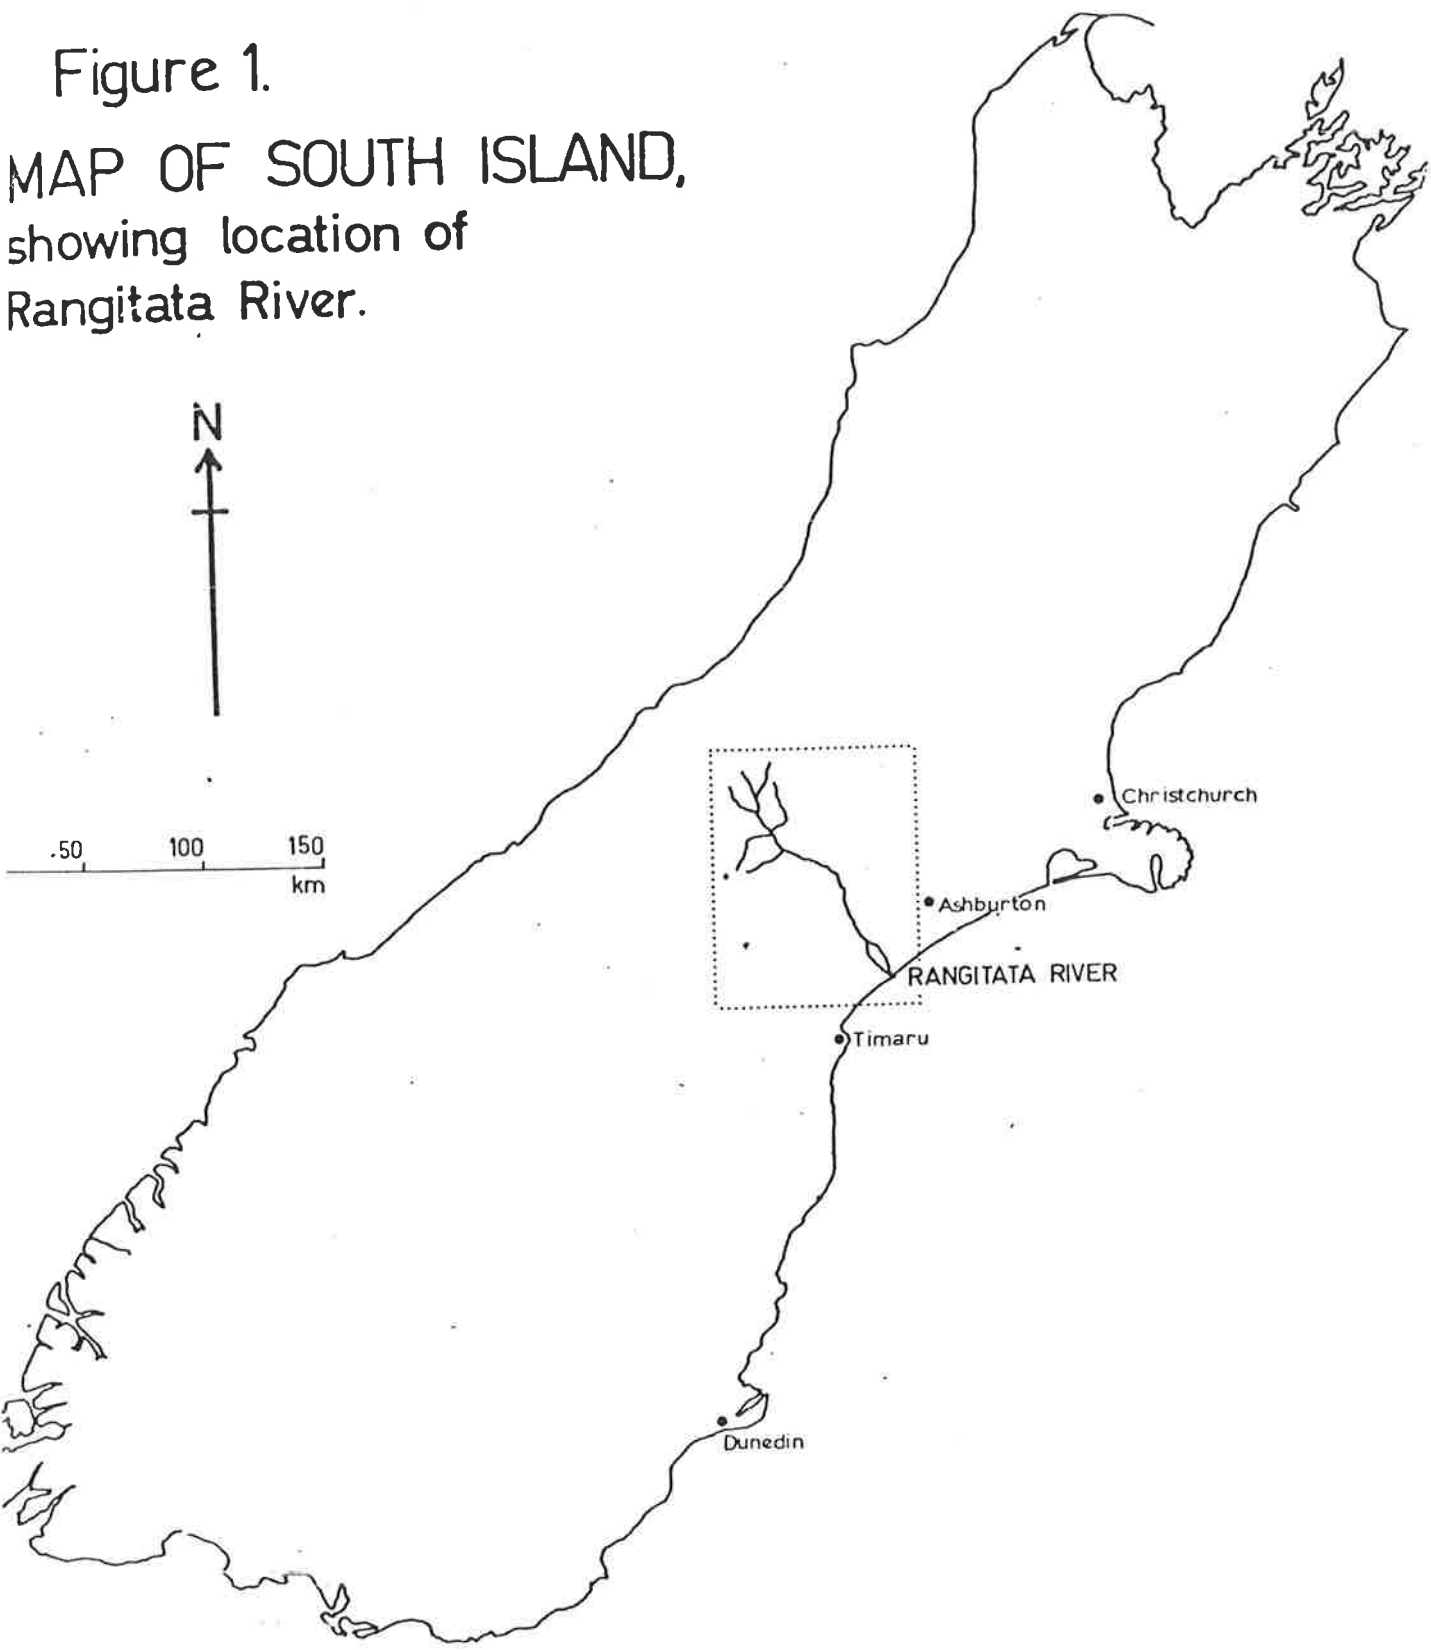 Figure 1.
MAP OF SOUTH ISLAND,
showing location of
Rangitata River.
N
50 100 150
km
Christchurch
Ashburton
RANGITATA RIVER
Timaru
Dunedin